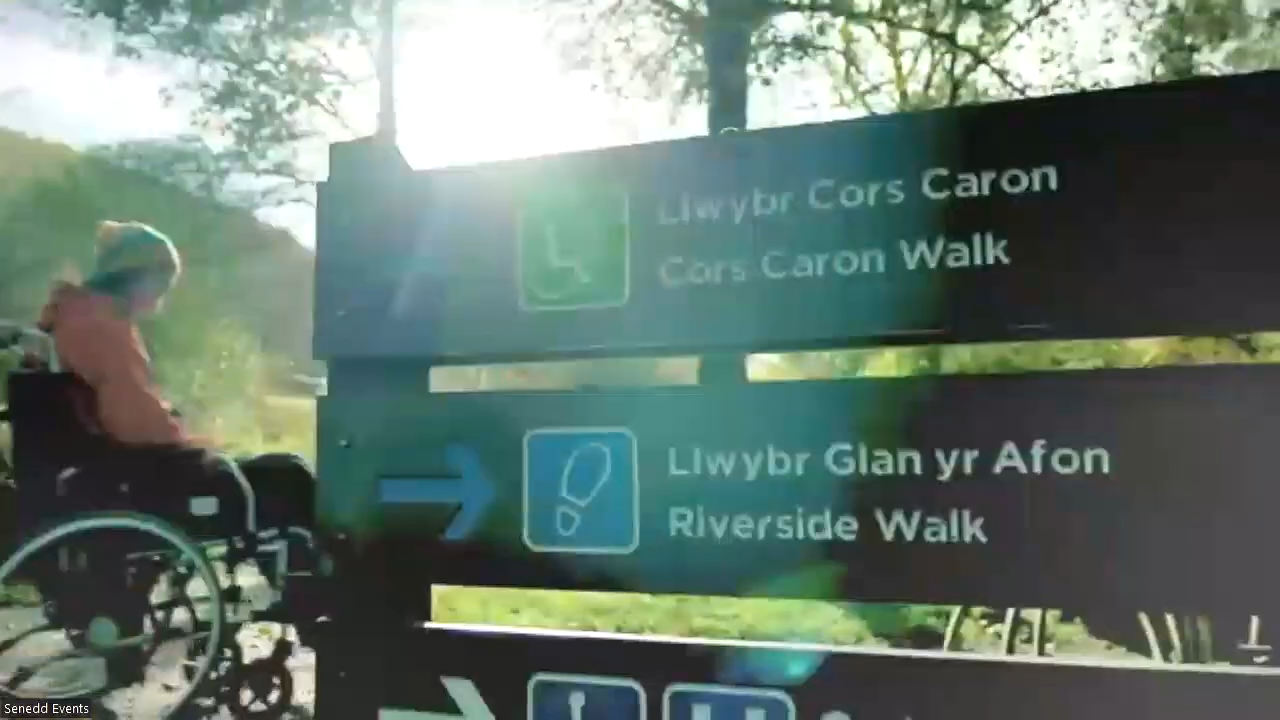 Llwybr Cors Caron
Cors Caron Walk
Llwybr Glan yr Afon
Riverside Walk
Senedd Events